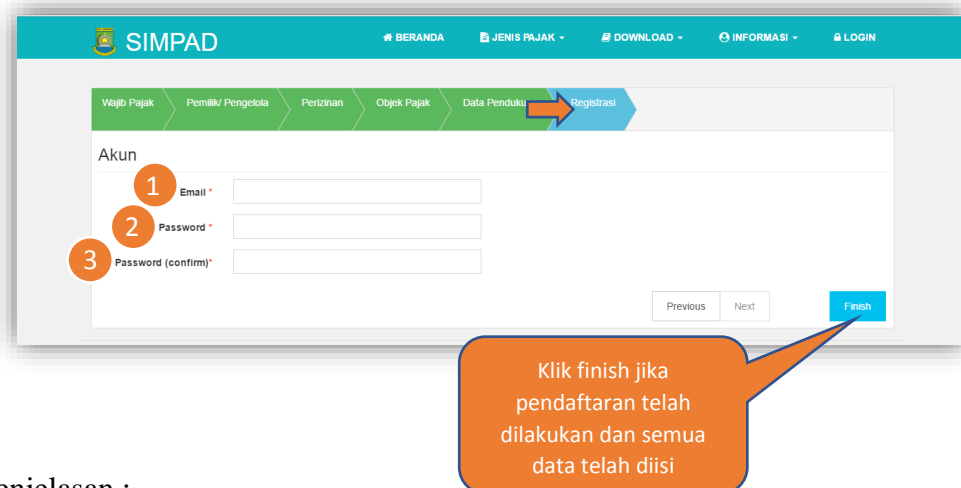 SIMPAD
BERANDA JENIS PAJAK DOWNLOAD INFORMASI LOGIN
Wajib Pajak Pemilik/ Pengelola Perizinan Objek Pajak Data Penduku Registrasi
Akun
1 Email *
2 Password *
3 Password (confirm)*
Previous Next Finish
Klik finish jika
pendaftaran telah
dilakukan dan semua
data telah diisi
enjelasan :